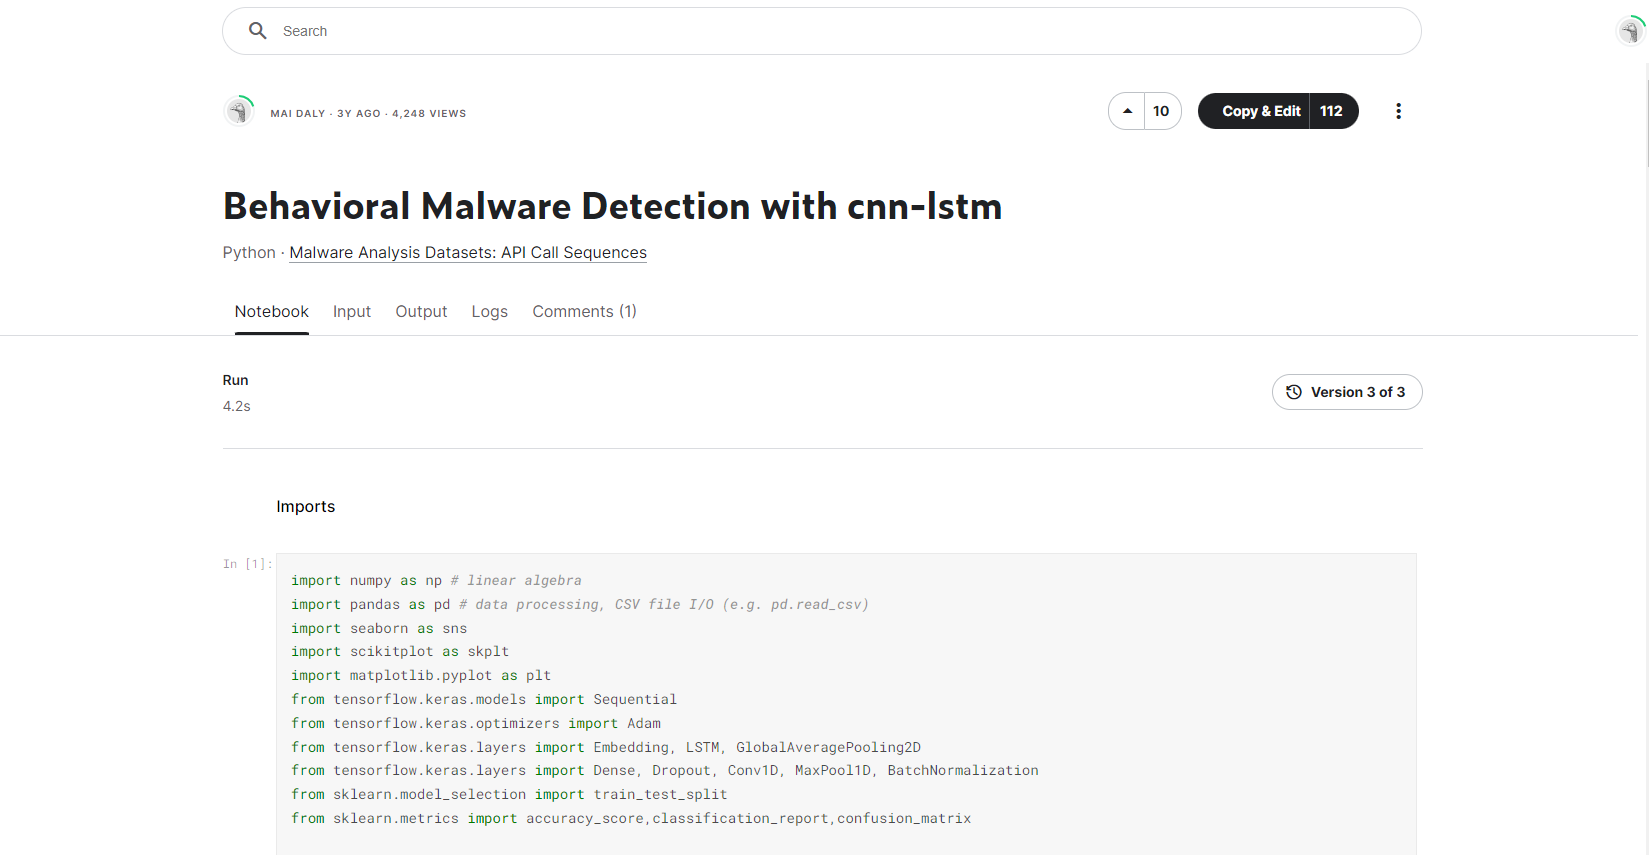 Search
MAI DALY · 3Y AGO · 4,248 VIEWS
10
Copy & Edit 112
Behavioral Malware Detection with cnn-lstm
Python · Malware Analysis Datasets: API Call Sequences
Notebook Input Output Logs Comments (1)
Run
4.2s
Version 3 of 3
Imports
In [1]:
import numpy as np # linear algebra
import pandas as pd # data processing, CSV file I/O (e.g. pd.read_csv)
import seaborn as sns
import scikitplot as skplt
import matplotlib.pyplot as plt
from tensorflow.keras.models import Sequential
from tensorflow.keras.optimizers import Adam
from tensorflow.keras.layers import Embedding, LSTM, GlobalAveragePooling2D
from tensorflow.keras.layers import Dense, Dropout, Conv1D, MaxPool1D, BatchNormalization
from sklearn.model_selection import train_test_split
from sklearn.metrics import accuracy_score,classification_report,confusion_matrix